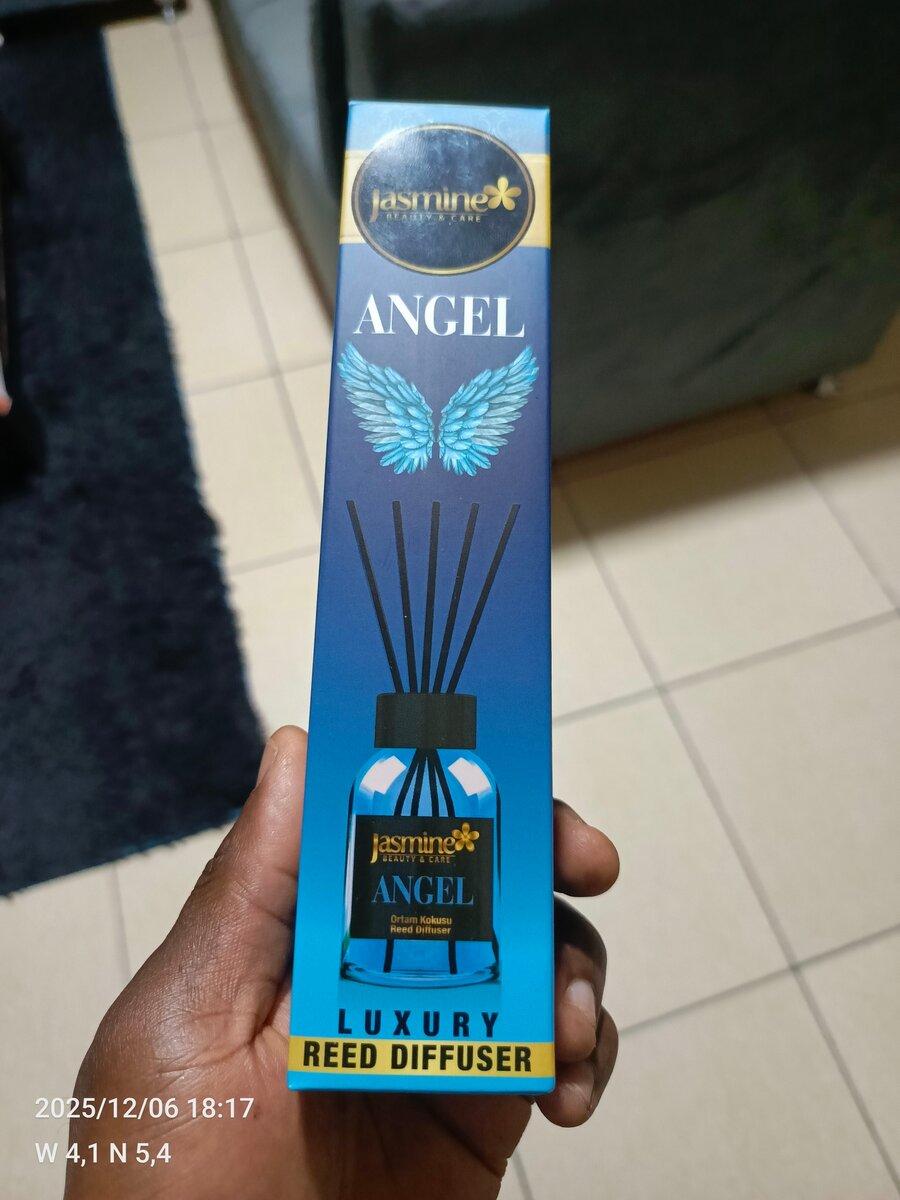 Jasmine
BEAUTY & CARE
ANGEL
Jasmine
BEAUTY & CARE
ANGEL
Ortam Kokusu
Reed Diffuser
LUXURY
REED DIFFUSER
2025/12/06 18:17
W 4,1 N 5,4